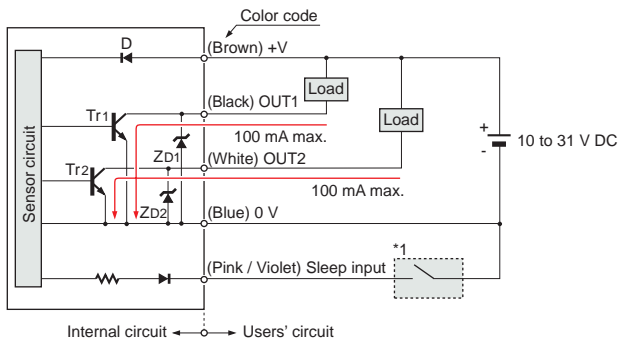 Color code
D
(Brown) +V
Load
(Black) OUT1
Tr1
Load
100 mA max.
+
10 to 31 V DC
-
ZD1
(White) OUT2
Tr2
100 mA max.
Sensor circuit
ZD2
(Blue) 0 V
*1
(Pink / Violet) Sleep input
Internal circuit
Users' circuit